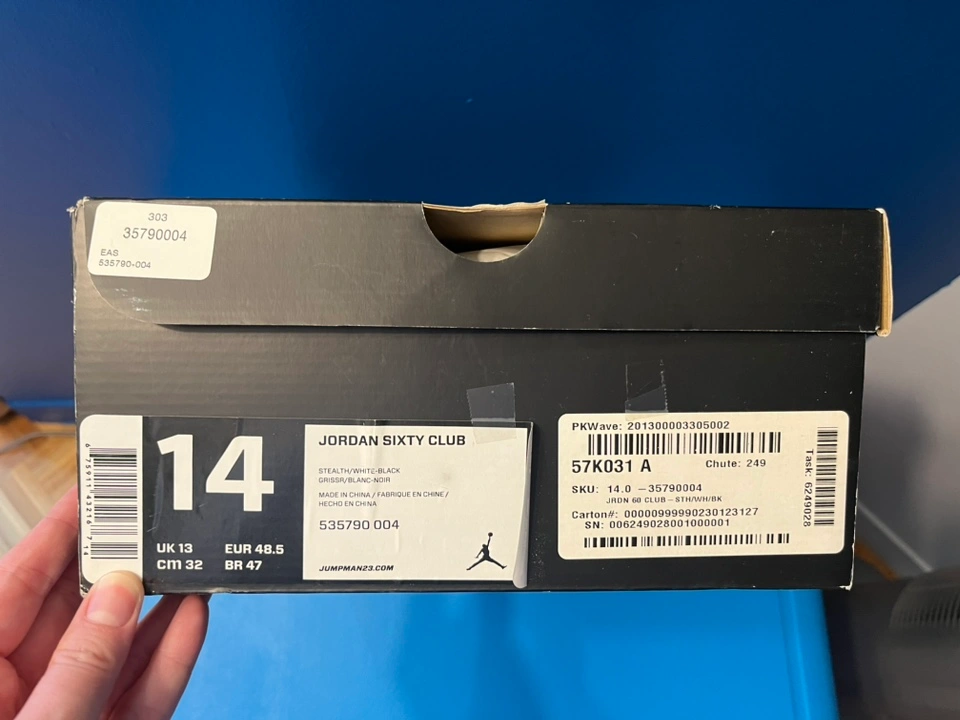 303
35790004
EAS
535790-004
14
UK 13 EUR 48.5
cm 32 BR 47
JORDAN SIXTY CLUB
STEALTH/WHITE-BLACK
GRISSR/BLANC-NOIR
MADE IN CHINA / FABRIQUE EN CHINE /
HECHO EN CHINA
535790 004
JUMPMAN23.COM
PKWave: 201300003305002
57K031 A Chute: 249
SKU: 14.0 -35790004
JRDN 60 CLUB - STH/WH/BK
Carton#: 00000999990230123127
SN: 006249028001000001
Task: 6249028